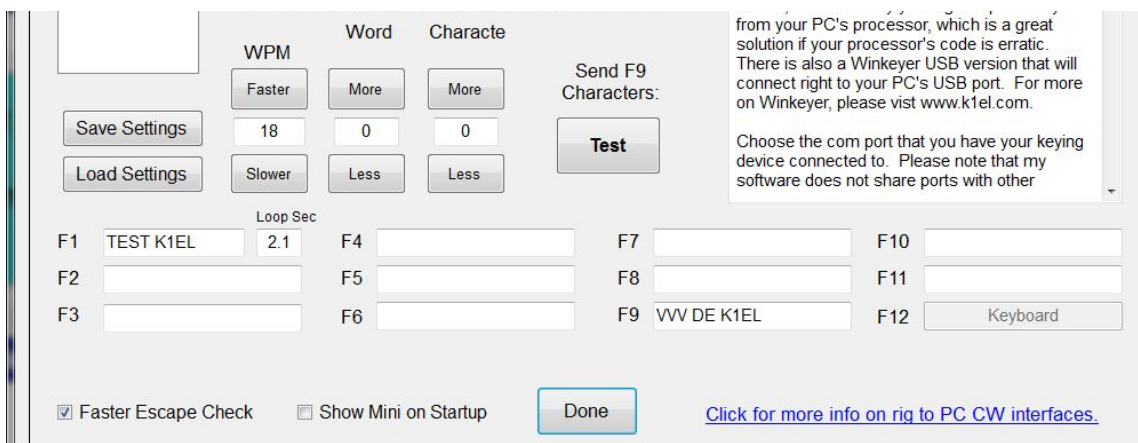 from your PC's processor, which is a great
solution if your processor's code is erratic.
There is also a Winkeyer USB version that will
connect right to your PC's USB port.  For more
on Winkeyer, please vist www.k1el.com.
Choose the com port that you have your keying
device connected to.  Please note that my
software does not share ports with other
Word Characte
WPM
Faster More More
Send F9
Characters:
Save Settings 18 0 0
Test
Load Settings Slower Less Less
Loop Sec
F1 TEST K1EL 2.1 F4 F7 F10
F2 F5 F8 F11
F3 F6 F9 VVV DE K1EL F12 Keyboard
Faster Escape Check Show Mini on Startup Done Click for more info on rig to PC CW interfaces.